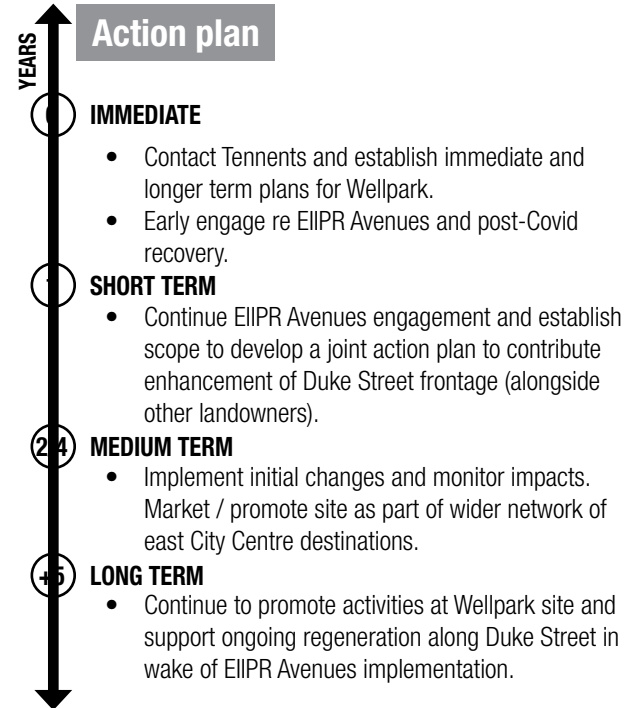 Action plan
YEARS
IMMEDIATE
• Contact Tennents and establish immediate and
longer term plans for Wellpark.
• Early engage re EIIPR Avenues and post-Covid
recovery.
SHORT TERM
• Continue EIIPR Avenues engagement and establish
scope to develop a joint action plan to contribute
enhancement of Duke Street frontage (alongside
other landowners).
2-4 MEDIUM TERM
• Implement initial changes and monitor impacts.
Market / promote site as part of wider network of
east City Centre destinations.
+5 LONG TERM
• Continue to promote activities at Wellpark site and
support ongoing regeneration along Duke Street in
wake of EIIPR Avenues implementation.